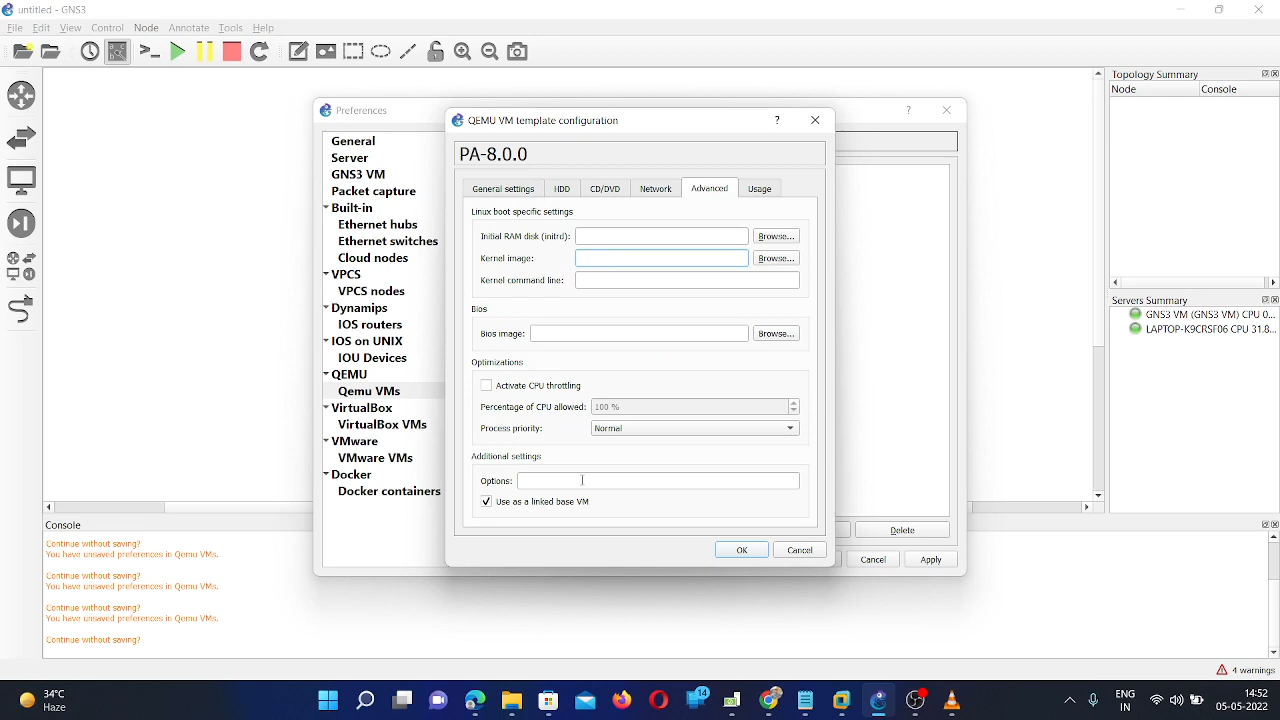 untitled - GNS3
File Edit View Control Node Annotate Tools Help
Topology Summary
Node Console
Preferences
?
QEMU VM template configuration
?
PA-8.0.0
General
Server
GNS3 VM
Packet capture
Built-in
Ethernet hubs
Ethernet switches
Cloud nodes
VPCS
VPCS nodes
Dynamips
IOS routers
IOS on UNIX
IOU Devices
QEMU
Qemu VMs
VirtualBox
VirtualBox VMs
VMware
VMware VMs
Docker
Docker containers
General settings HDD CD/DVD Network Advanced Usage
Linux boot specific settings
Initial RAM disk (initrd): Browse...
Kernel image: Browse...
Kernel command line:
Bios
Bios image: Browse...
Optimizations
Activate CPU throttling
Percentage of CPU allowed: 100 %
Process priority: Normal
Additional settings
Options:
Use as a linked base VM
OK Cancel
Delete
Cancel Apply
Servers Summary
GNS3 VM (GNS3 VM) CPU 0...
LAPTOP-K9CRSF06 CPU 31.8...
Console
Continue without saving?
You have unsaved preferences in Qemu VMs.
Continue without saving?
You have unsaved preferences in Qemu VMs.
Continue without saving?
You have unsaved preferences in Qemu VMs.
Continue without saving?
4 warnings
34°C
Haze
14
ENG
IN
14:52
05-05-2022